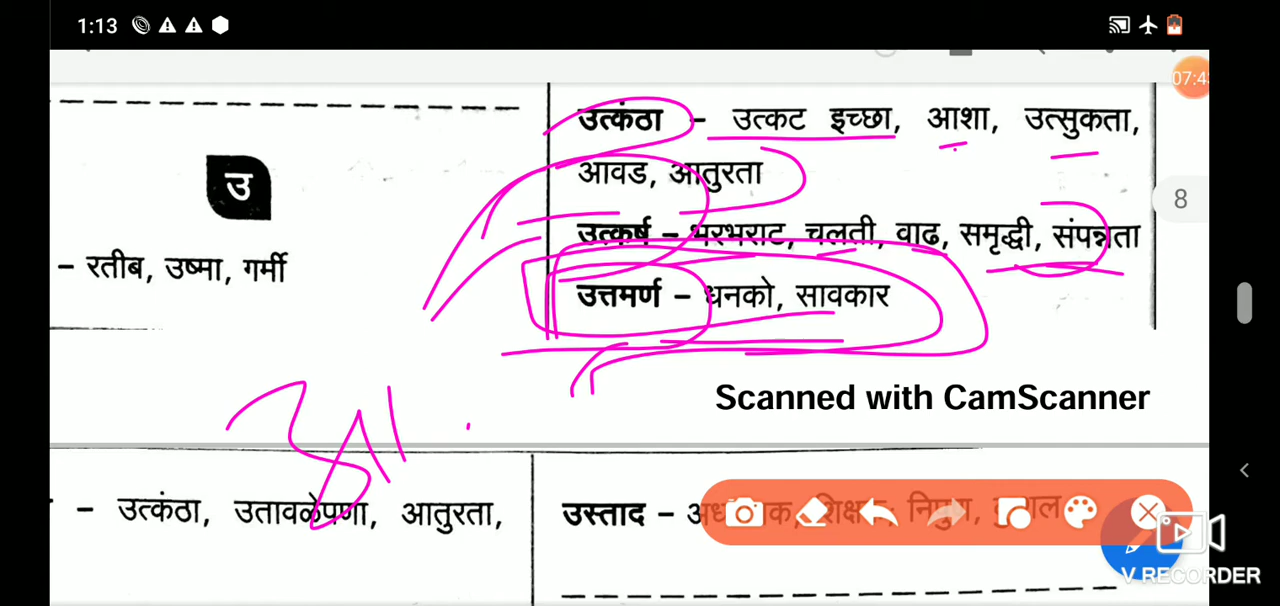 1:13
07:4
उत्कंठा – उत्कट इच्छा, आशा, उत्सुकता,
आवड, आतुरता
उ
8
उत्कर्ष – भरभराट, चलती, वाढ, समृद्धी, संपन्नता
– रतीब, उष्मा, गर्मी
उत्तमर्ण – धनको, सावकार
Scanned with CamScanner
– उत्कंठा, उतावळेपणा, आतुरता,
उस्ताद –
V RECORDER